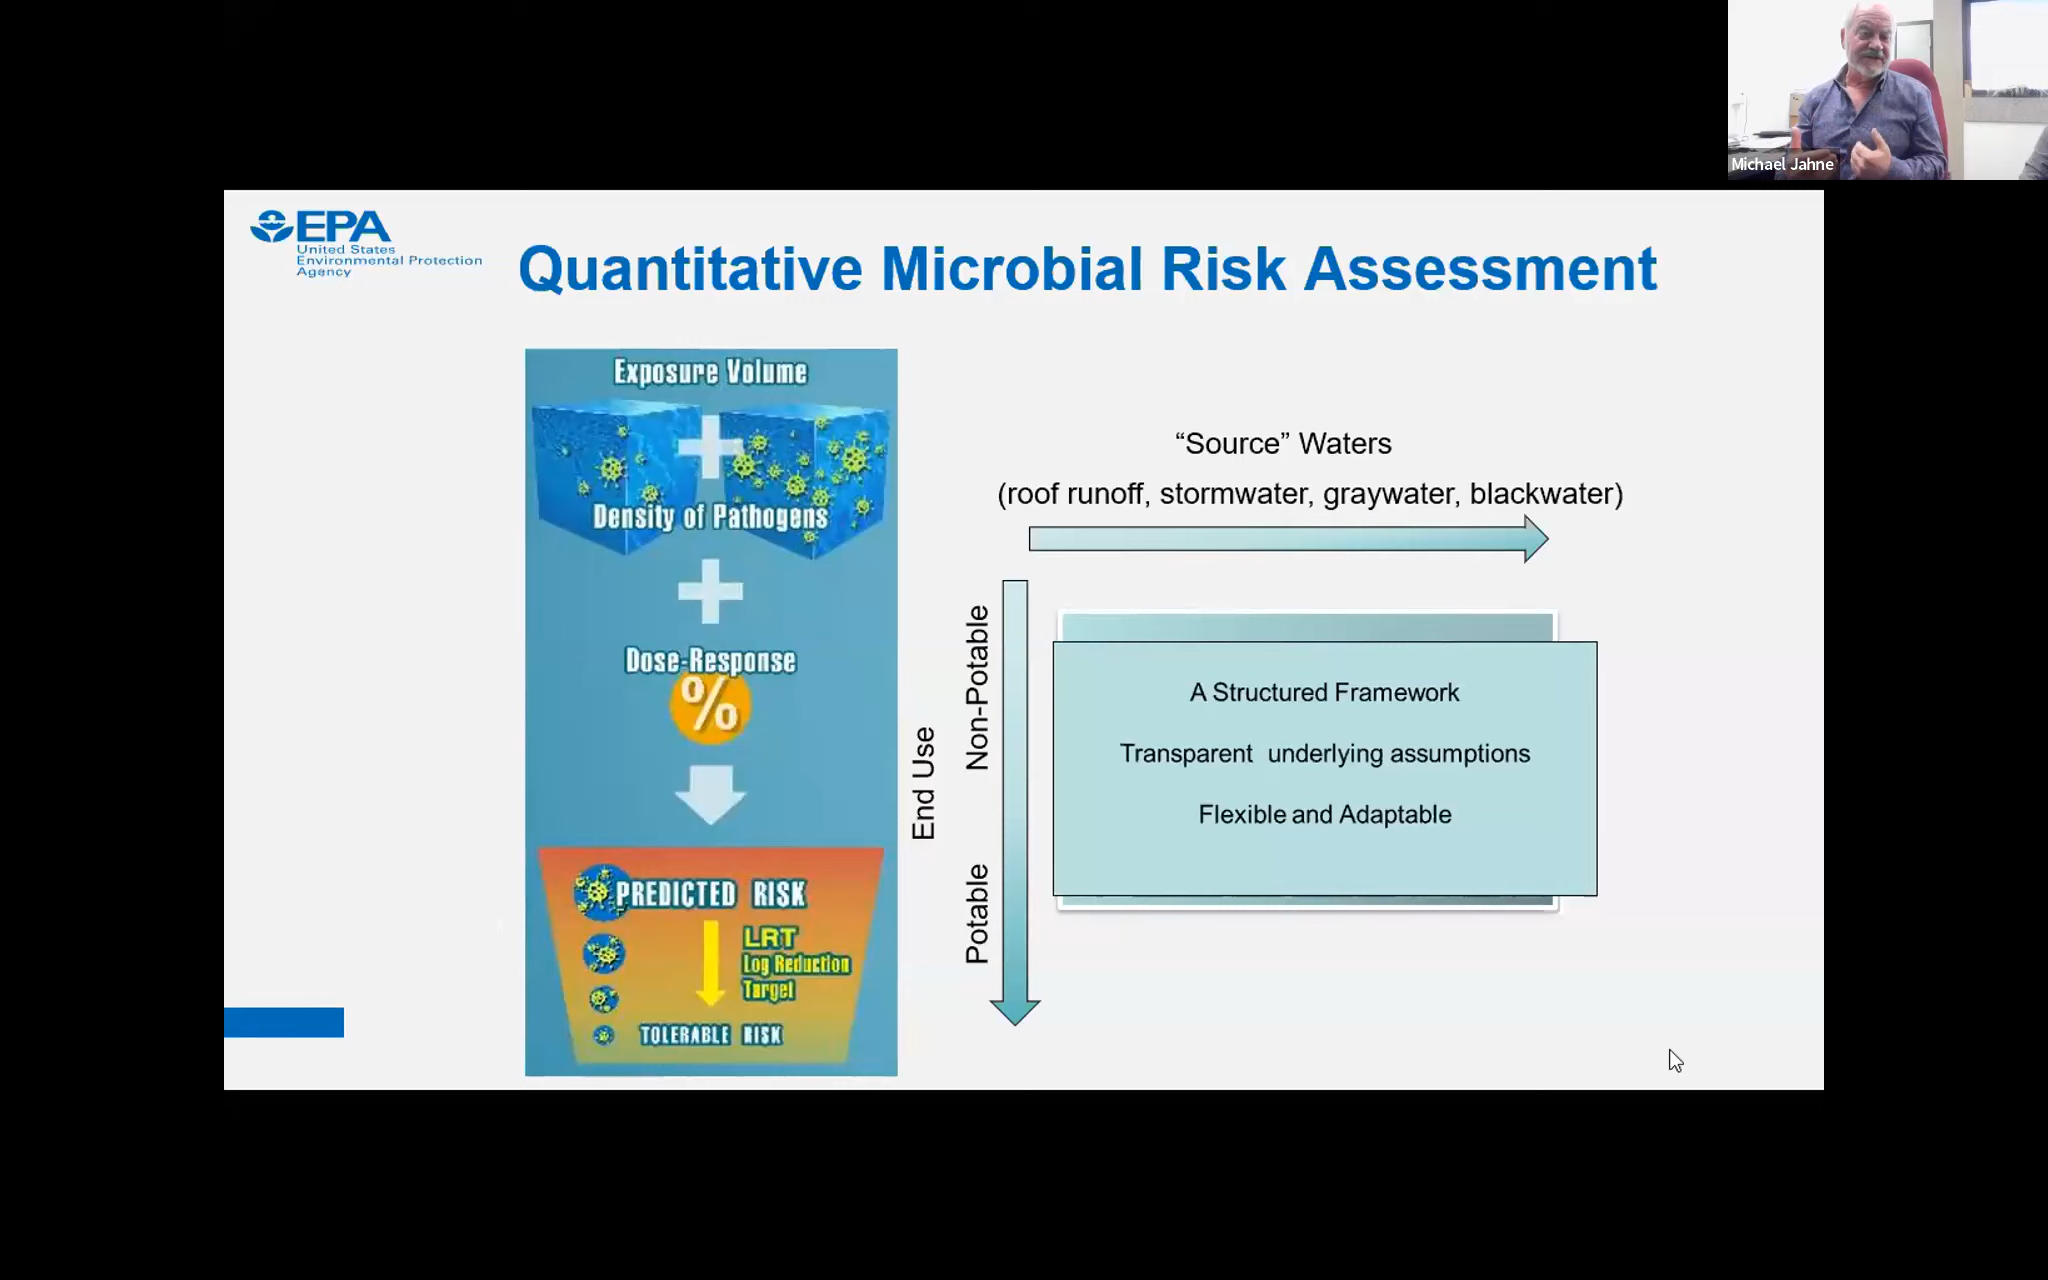 Michael Jahne
EPA
United States
Environmental Protection
Agency
Quantitative Microbial Risk Assessment
Exposure Volume
Density of Pathogens
Dose-Response
%
PREDICTED RISK
LRT
Log Reduction
Target
TOLERABLE RISK
“Source” Waters
(roof runoff, stormwater, graywater, blackwater)
End Use
Non-Potable
Potable
A Structured Framework
Transparent underlying assumptions
Flexible and Adaptable